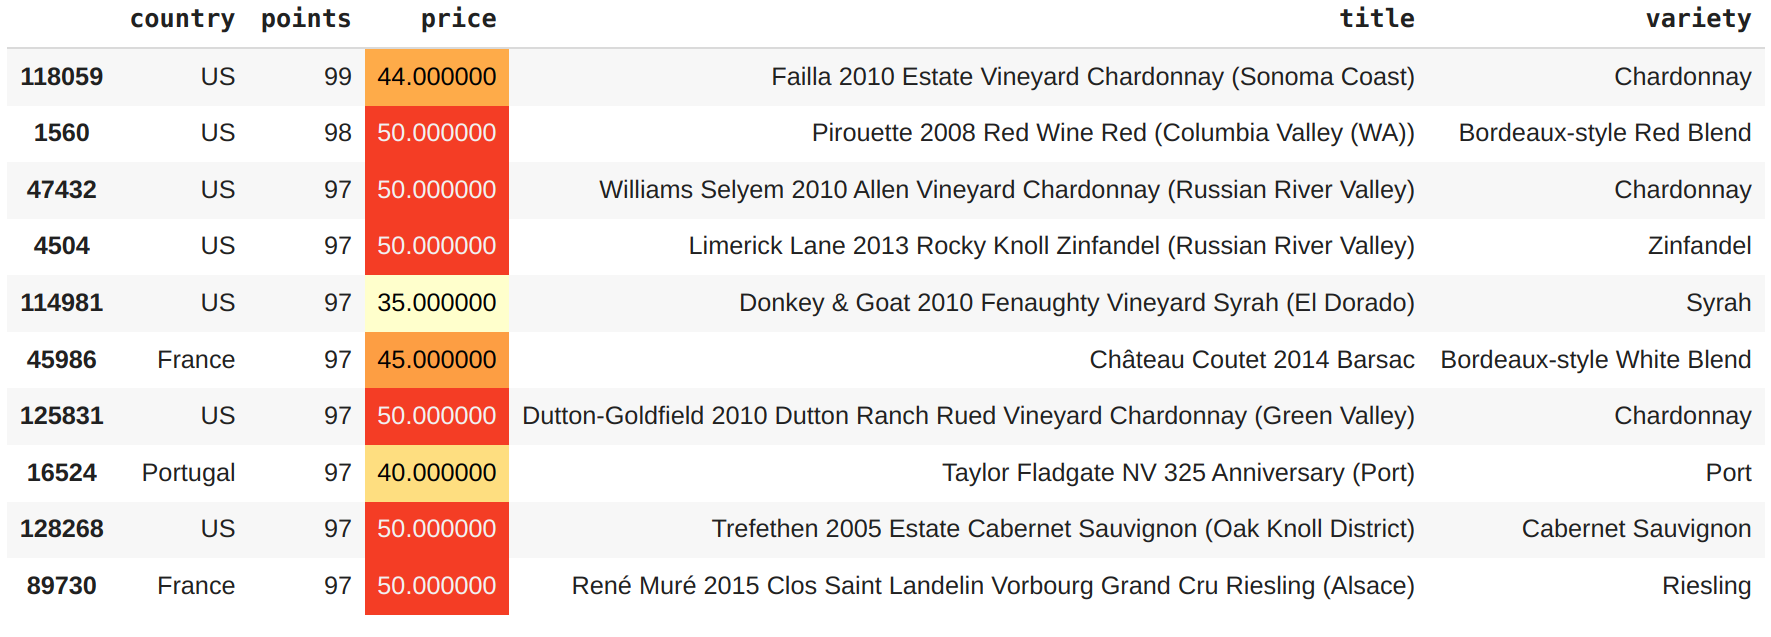 country points price title variety
118059 US 99 44.000000 Failla 2010 Estate Vineyard Chardonnay (Sonoma Coast) Chardonnay
1560 US 98 50.000000 Pirouette 2008 Red Wine Red (Columbia Valley (WA)) Bordeaux-style Red Blend
47432 US 97 50.000000 Williams Selyem 2010 Allen Vineyard Chardonnay (Russian River Valley) Chardonnay
4504 US 97 50.000000 Limerick Lane 2013 Rocky Knoll Zinfandel (Russian River Valley) Zinfandel
114981 US 97 35.000000 Donkey & Goat 2010 Fenaughty Vineyard Syrah (El Dorado) Syrah
45986 France 97 45.000000 Château Coutet 2014 Barsac Bordeaux-style White Blend
125831 US 97 50.000000 Dutton-Goldfield 2010 Dutton Ranch Rued Vineyard Chardonnay (Green Valley) Chardonnay
16524 Portugal 97 40.000000 Taylor Fladgate NV 325 Anniversary (Port) Port
128268 US 97 50.000000 Trefethen 2005 Estate Cabernet Sauvignon (Oak Knoll District) Cabernet Sauvignon
89730 France 97 50.000000 René Muré 2015 Clos Saint Landelin Vorbourg Grand Cru Riesling (Alsace) Riesling